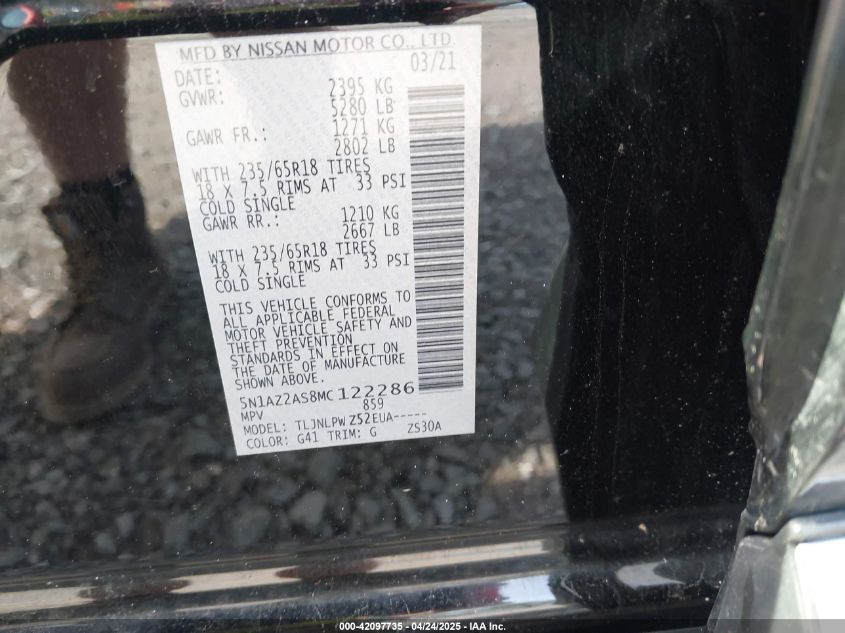 MFD BY NISSAN MOTOR CO., LTD.
DATE: 03/21
GVWR: 2395 KG
5280 LB
GAWR FR.: 1271 KG
2802 LB
WITH 235/65R18 TIRES
18 X 7.5 RIMS AT 33 PSI
COLD SINGLE
GAWR RR.: 1210 KG
2667 LB
WITH 235/65R18 TIRES
18 X 7.5 RIMS AT 33 PSI
COLD SINGLE
THIS VEHICLE CONFORMS TO
ALL APPLICABLE FEDERAL
MOTOR VEHICLE SAFETY AND
THEFT PREVENTION
STANDARDS IN EFFECT ON
THE DATE OF MANUFACTURE
SHOWN ABOVE.
5N1AZ2AS8MC122286
MPV 859
MODEL: TLJNLPWZ52EUA-----
COLOR: G41 TRIM: G ZS30A
000-42097735 - 04/24/2025 - IAA Inc.